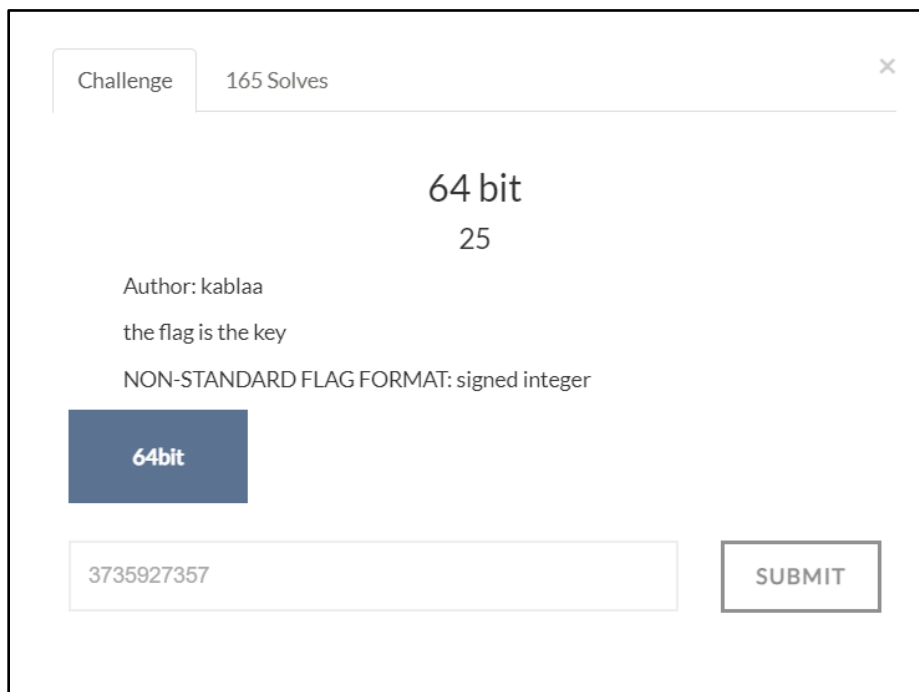 Challenge 165 Solves ×
64 bit
25
Author: kablaa
the flag is the key
NON-STANDARD FLAG FORMAT: signed integer
64bit
3735927357 SUBMIT